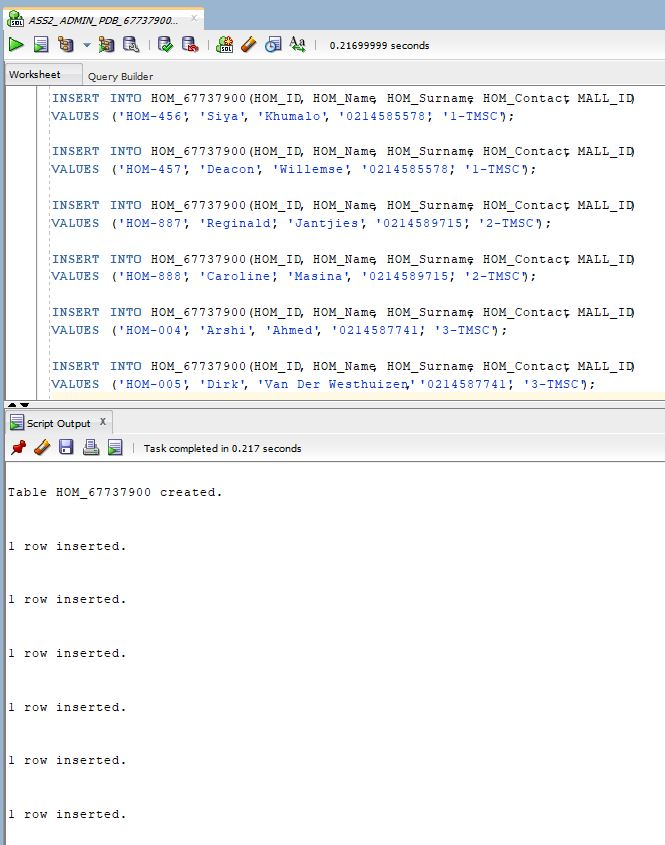 ASS2_ADMIN_PDB_67737900...
SQL
0.21699999 seconds
Worksheet
Query Builder
INSERT INTO HOM_67737900(HOM_ID, HOM_Name, HOM_Surname, HOM_Contact, MALL_ID)
VALUES ('HOM-456', 'Siya', 'Khumalo', '0214585578', '1-TMSC');
INSERT INTO HOM_67737900(HOM_ID, HOM_Name, HOM_Surname, HOM_Contact, MALL_ID)
VALUES ('HOM-457', 'Deacon', 'Willemse', '0214585578', '1-TMSC');
INSERT INTO HOM_67737900(HOM_ID, HOM_Name, HOM_Surname, HOM_Contact, MALL_ID)
VALUES ('HOM-887', 'Reginald', 'Jantjies', '0214589715', '2-TMSC');
INSERT INTO HOM_67737900(HOM_ID, HOM_Name, HOM_Surname, HOM_Contact, MALL_ID)
VALUES ('HOM-888', 'Caroline', 'Masina', '0214589715', '2-TMSC');
INSERT INTO HOM_67737900(HOM_ID, HOM_Name, HOM_Surname, HOM_Contact, MALL_ID)
VALUES ('HOM-004', 'Arshi', 'Ahmed', '0214587741', '3-TMSC');
INSERT INTO HOM_67737900(HOM_ID, HOM_Name, HOM_Surname, HOM_Contact, MALL_ID)
VALUES ('HOM-005', 'Dirk', 'Van Der Westhuizen', '0214587741', '3-TMSC');
Script Output x
Task completed in 0.217 seconds
Table HOM_67737900 created.
1 row inserted.
1 row inserted.
1 row inserted.
1 row inserted.
1 row inserted.
1 row inserted.